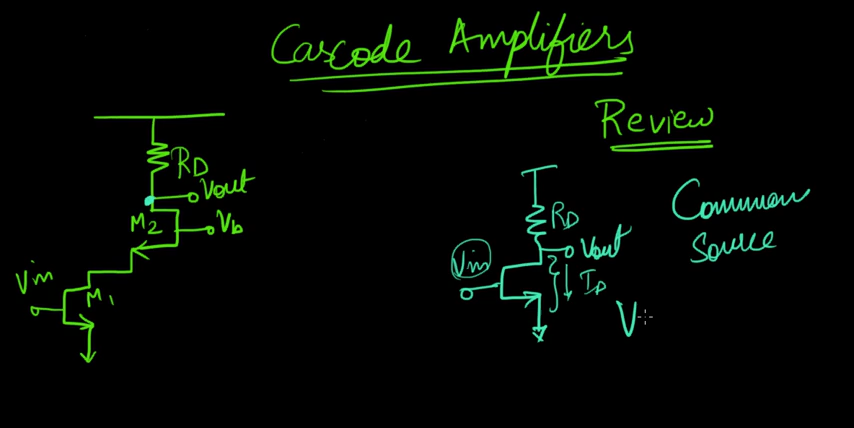 Cascode Amplifiers
Review
RD
Vout
M2
Vb
Vin
M1
RD
Vin
Vout
ID
Common
Source
V